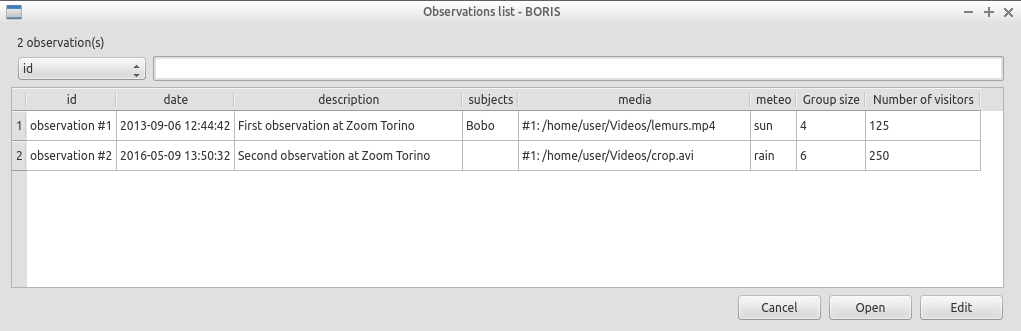 Observations list - BORIS
2 observation(s)
id
id date description subjects media meteo Group size Number of visitors
1 observation #1 2013-09-06 12:44:42 First observation at Zoom Torino Bobo #1: /home/user/Videos/lemurs.mp4 sun 4 125
2 observation #2 2016-05-09 13:50:32 Second observation at Zoom Torino #1: /home/user/Videos/crop.avi rain 6 250
Cancel Open Edit